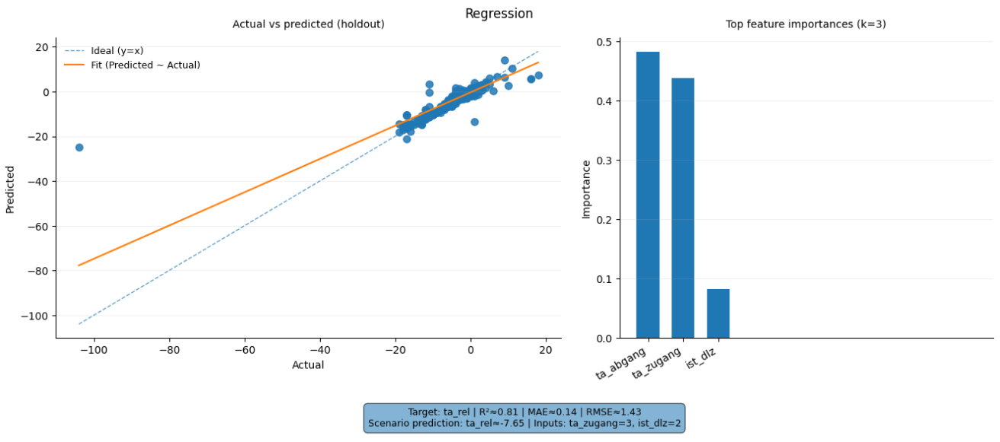 Regression
Actual vs predicted (holdout)
Ideal (y=x)
Fit (Predicted ~ Actual)
20
0
−20
−40
−60
−80
−100
Predicted
−100
−80
−60
−40
−20
0
20
Actual
Top feature importances (k=3)
0.5
0.4
0.3
0.2
0.1
0.0
Importance
ta_abgang
ta_zugang
ist_dlz
Target: ta_rel | R²≈0.81 | MAE≈0.14 | RMSE≈1.43
Scenario prediction: ta_rel≈-7.65 | Inputs: ta_zugang=3, ist_dlz=2